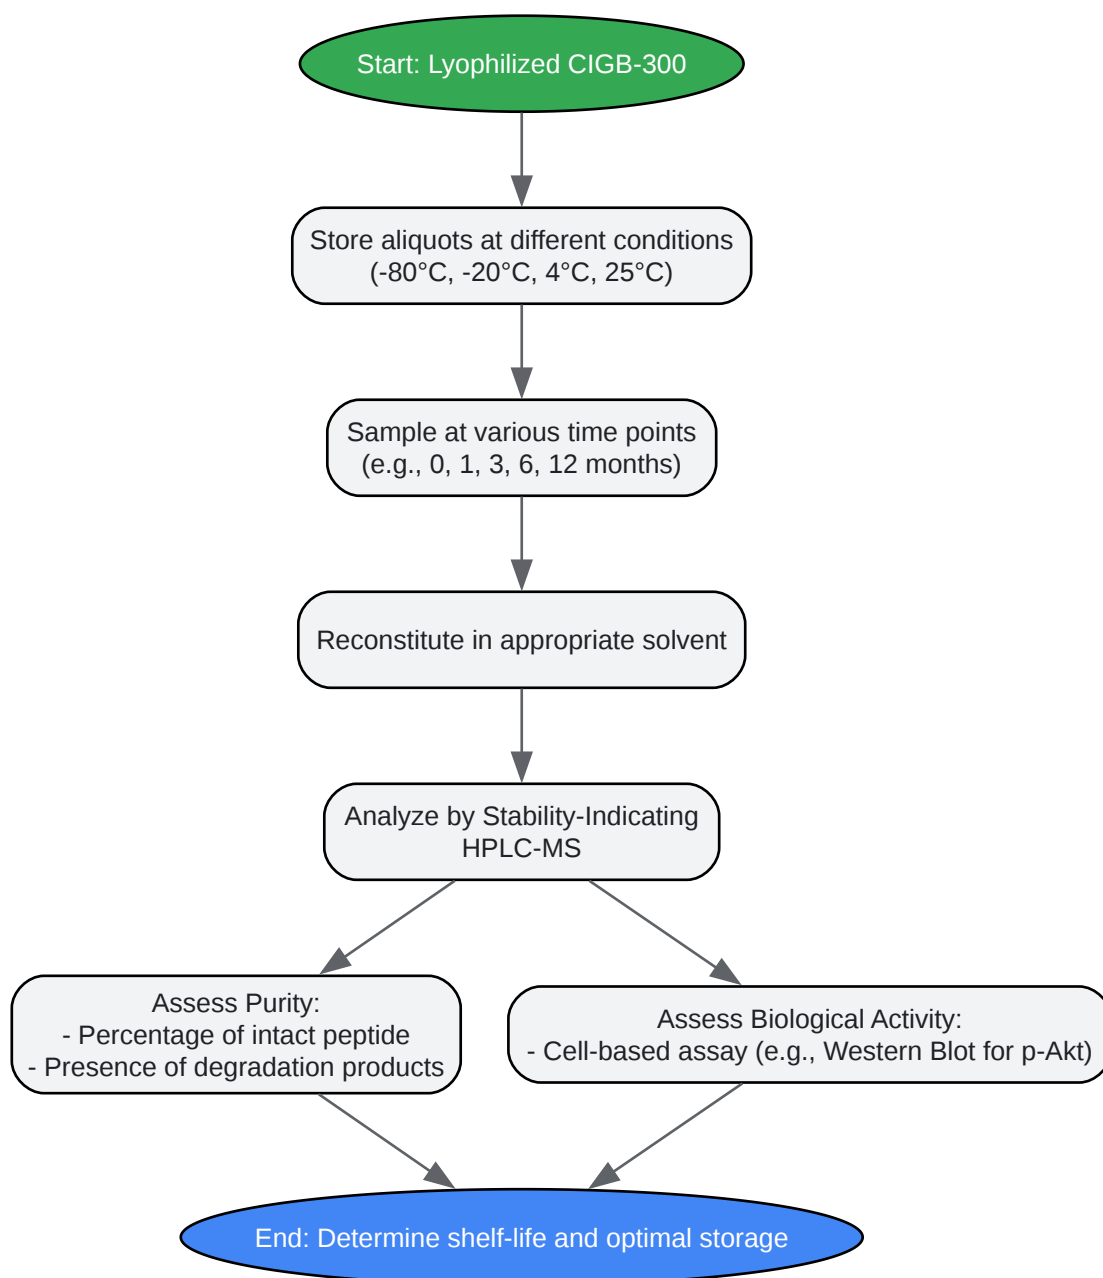 Start: Lyophilized CIGB-300
Store aliquots at different conditions
(-80°C, -20°C, 4°C, 25°C)
Sample at various time points
(e.g., 0, 1, 3, 6, 12 months)
Reconstitute in appropriate solvent
Analyze by Stability-Indicating
HPLC-MS
Assess Purity:
- Percentage of intact peptide
- Presence of degradation products
Assess Biological Activity:
- Cell-based assay (e.g., Western Blot for p-Akt)
End: Determine shelf-life and optimal storage